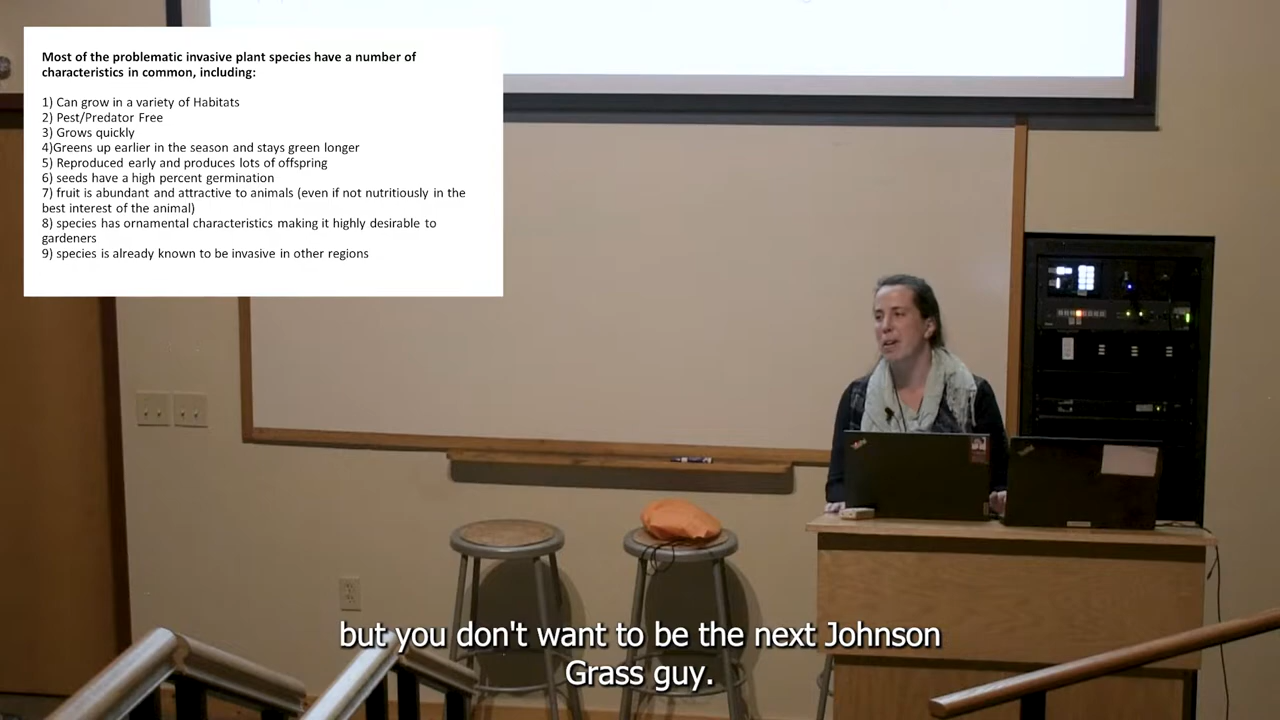 Most of the problematic invasive plant species have a number of
characteristics in common, including:
1) Can grow in a variety of Habitats
2) Pest/Predator Free
3) Grows quickly
4)Greens up earlier in the season and stays green longer
5) Reproduced early and produces lots of offspring
6) seeds have a high percent germination
7) fruit is abundant and attractive to animals (even if not nutritiously in the
best interest of the animal)
8) species has ornamental characteristics making it highly desirable to
gardeners
9) species is already known to be invasive in other regions
but you don't want to be the next Johnson
Grass guy.